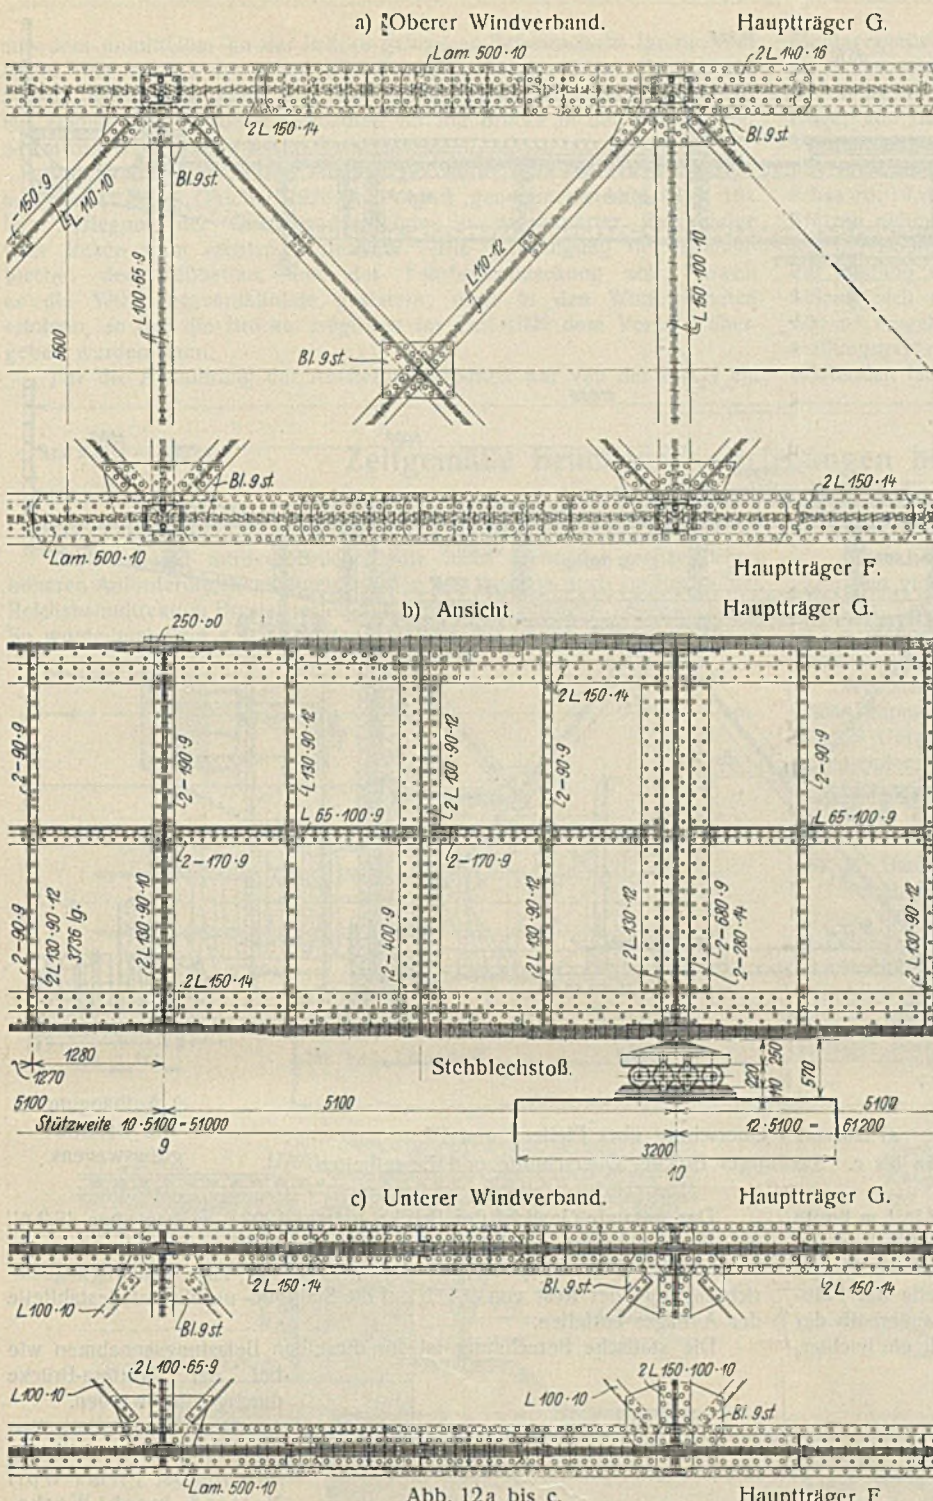 a) Oberer Windverband. Hauptträger G.
Lam. 500·10
2L 140·16
2L 150·14
Bl. 9 st.
Bl. 9 st.
-150·9
L 110·10
L 100·65·9
L 110·12
L 150·100·10
5600
Bl. 9 st.
Bl. 9 st.
2L 150·14
Lam. 500·10
Hauptträger F.
b) Ansicht. Hauptträger G.
2L 150·14
2-90·9
2-190·9
L 130·90·12
2L 130·90·12
2-90·9
2-90·9
L 65·100·9
L 65·100·9
2-170·9
2-170·9
2-90·9
2L 130·90·12
3736 lg.
2L 130·90·10
2-400·9
2L 130·90·12
2L 130·12
2-680·9
2-280·14
2L 130·90·12
2L 150·14
1280
1270
Stehblechstoß.
250
220
110
570
5100
5100
5100
Stützweite 10·5100=51000
12·5100 = 61200
9
3200
10
c) Unterer Windverband. Hauptträger G.
2L 150·14
Bl. 9 st.
2L 150·14
L 100·10
Bl. 9 st.
2L 100·65·9
2L 150·100·10
L 100·10
L 100·10
Bl. 9 st.
Lam. 500·10
Abb. 12a bis c.
Hauptträger F.